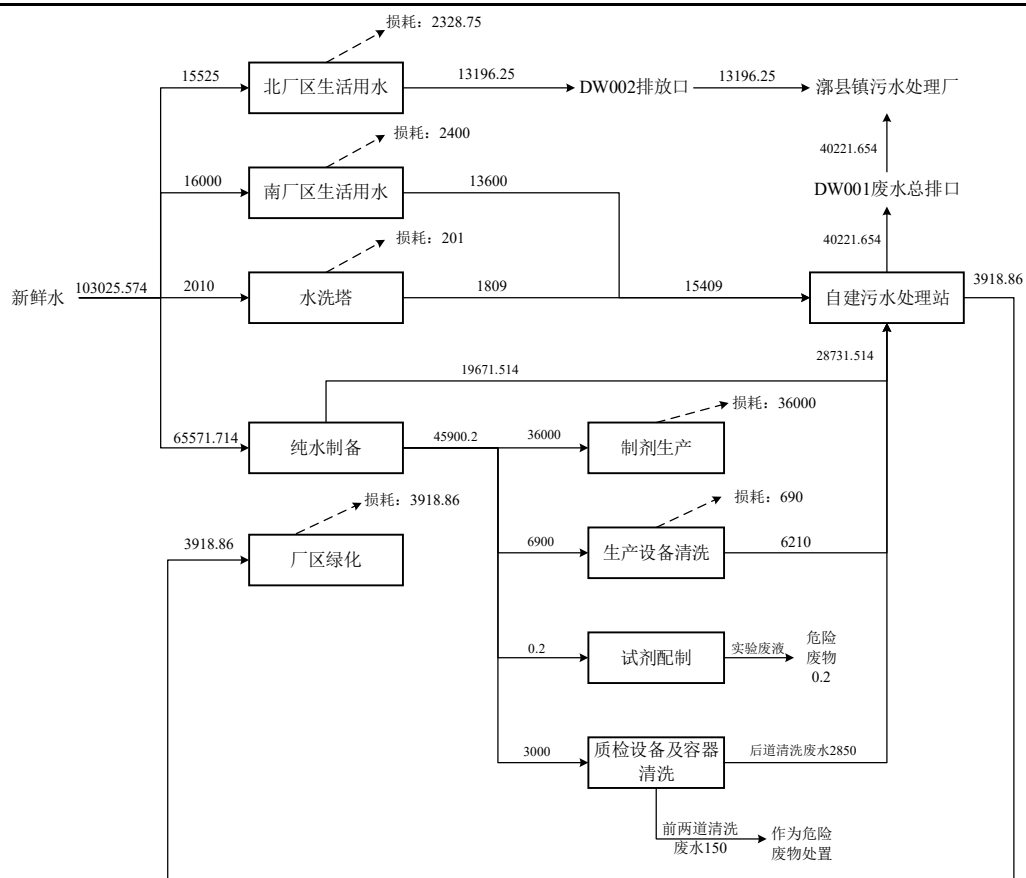 损耗：2328.75
15525
北厂区生活用水
13196.25
DW002排放口
13196.25
漷县镇污水处理厂
损耗：2400
40221.654
16000
南厂区生活用水
13600
DW001废水总排口
损耗：201
40221.654
新鲜水
103025.574
2010
水洗塔
1809
15409
自建污水处理站
3918.86
28731.514
19671.514
损耗：36000
65571.714
纯水制备
45900.2
36000
制剂生产
损耗：3918.86
损耗：690
3918.86
厂区绿化
6900
生产设备清洗
6210
0.2
试剂配制
实验废液
危险
废物
0.2
3000
质检设备及容器
清洗
后道清洗废水2850
前两道清洗
废水150
作为危险
废物处置